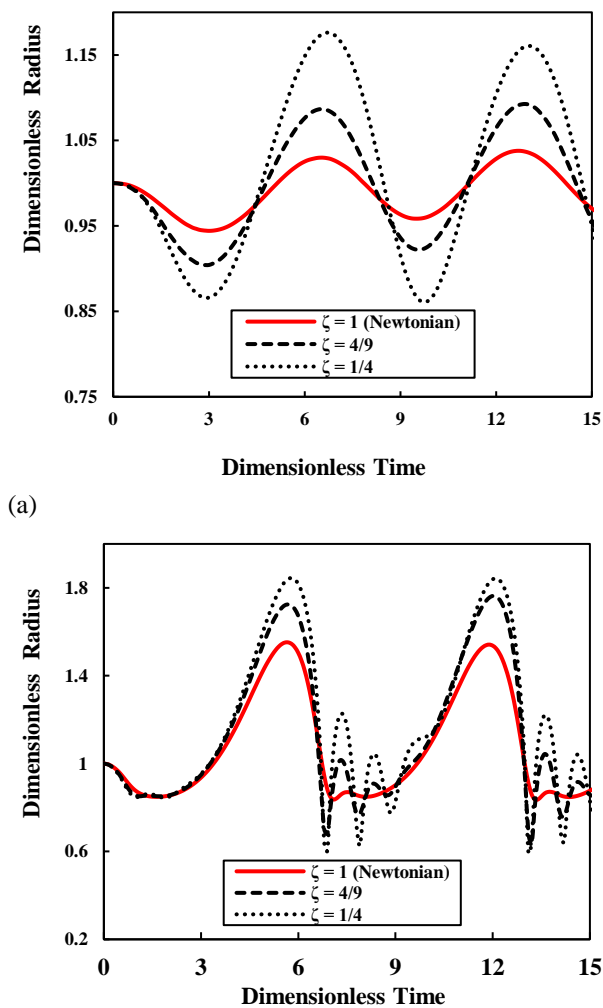 1.15
1.05
0.95
0.85
0.75
Dimensionless Radius
ζ = 1 (Newtonian)
ζ = 4/9
ζ = 1/4
0 3 6 9 12 15
Dimensionless Time
(a)
1.8
1.4
1
0.6
0.2
Dimensionless Radius
ζ = 1 (Newtonian)
ζ = 4/9
ζ = 1/4
0 3 6 9 12 15
Dimensionless Time